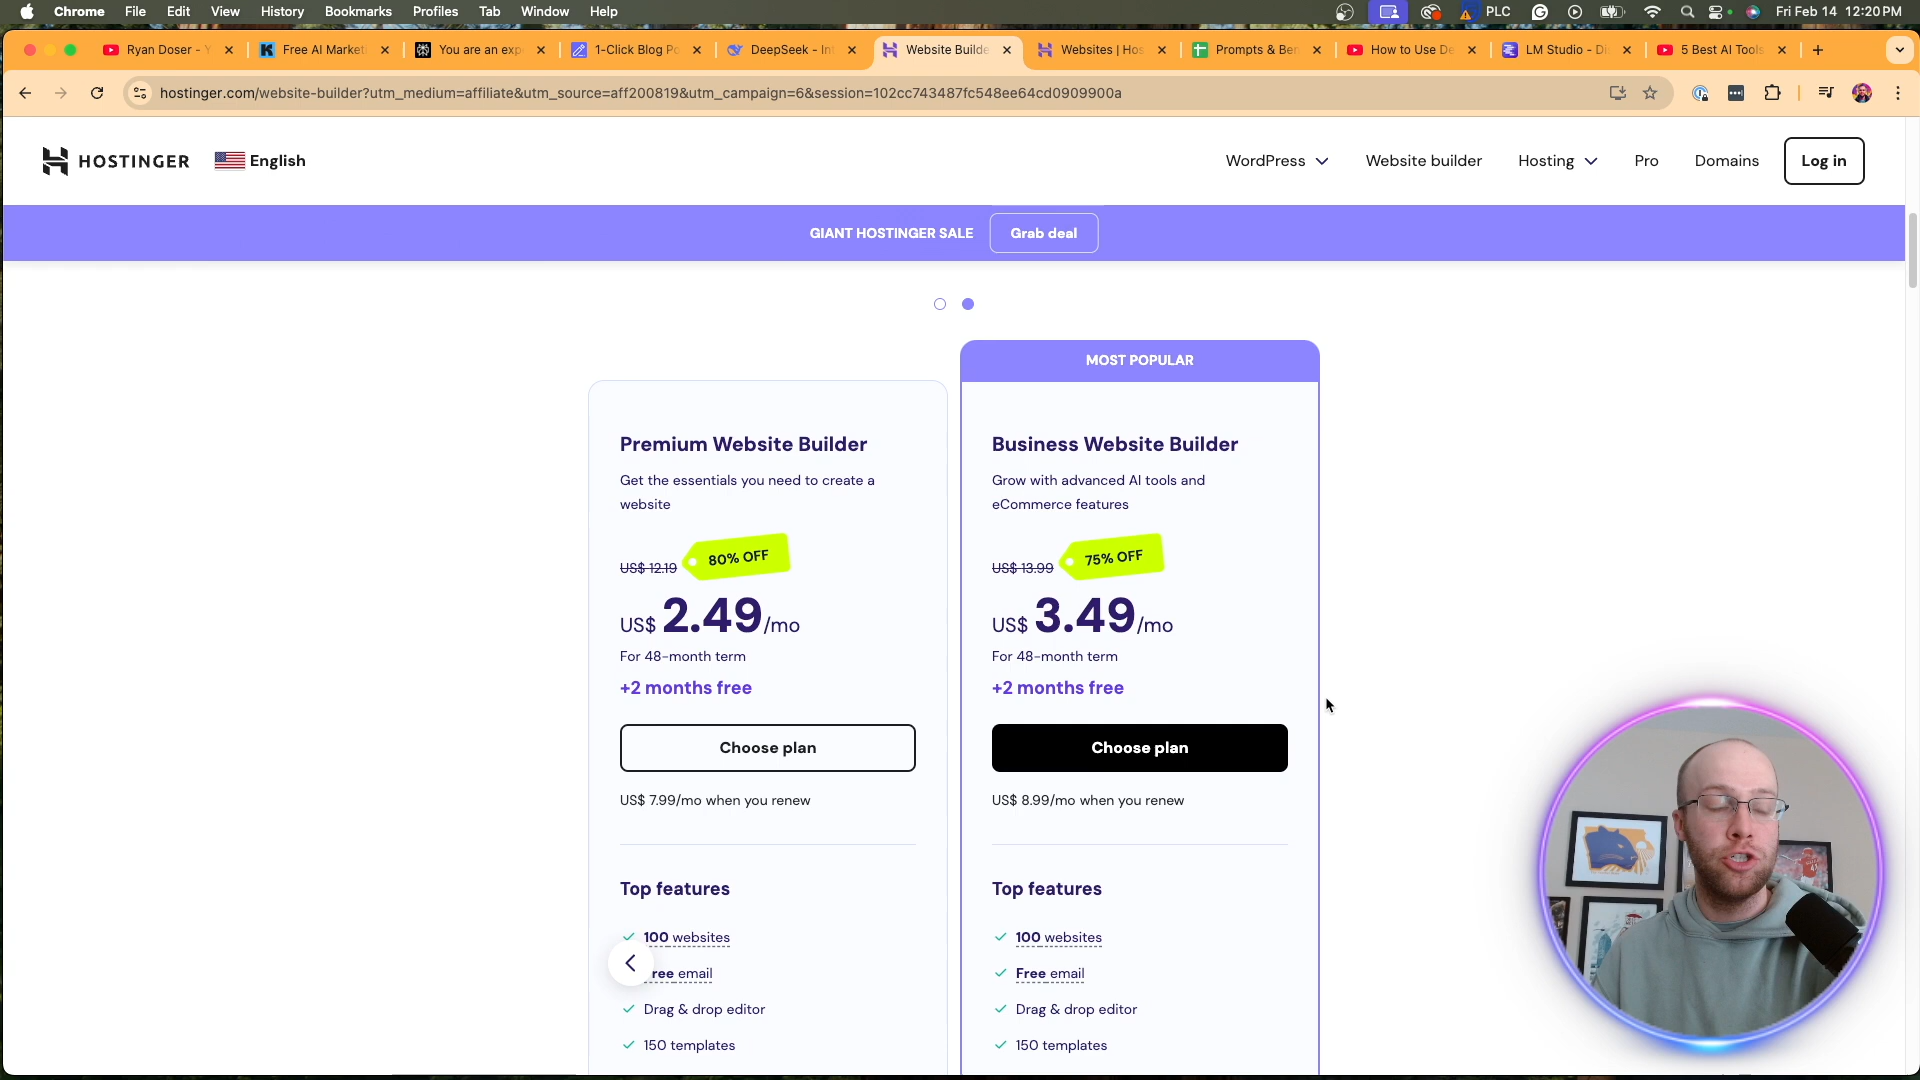 Chrome File Edit View History Bookmarks Profiles Tab Window Help PLC Fri Feb 14 12:20 PM
Ryan Doser - Y
Free AI Market
You are an exp
1-Click Blog Po
DeepSeek - Int
Website Builde
Websites | Hos
Prompts & Ben
How to Use De
LM Studio - Di
5 Best AI Tools
hostinger.com/website-builder?utm_medium=affiliate&utm_source=aff200819&utm_campaign=6&session=102cc743487fc548ee64cd0909900a
HOSTINGER English WordPress Website builder Hosting Pro Domains Log in
GIANT HOSTINGER SALE Grab deal
MOST POPULAR
Premium Website Builder
Get the essentials you need to create a
website
US$ 12.19 80% OFF
US$ 2.49/mo
For 48-month term
+2 months free
Choose plan
US$ 7.99/mo when you renew
Top features
100 websites
ree email
Drag & drop editor
150 templates
Business Website Builder
Grow with advanced AI tools and
eCommerce features
US$ 13.99 75% OFF
US$ 3.49/mo
For 48-month term
+2 months free
Choose plan
US$ 8.99/mo when you renew
Top features
100 websites
Free email
Drag & drop editor
150 templates